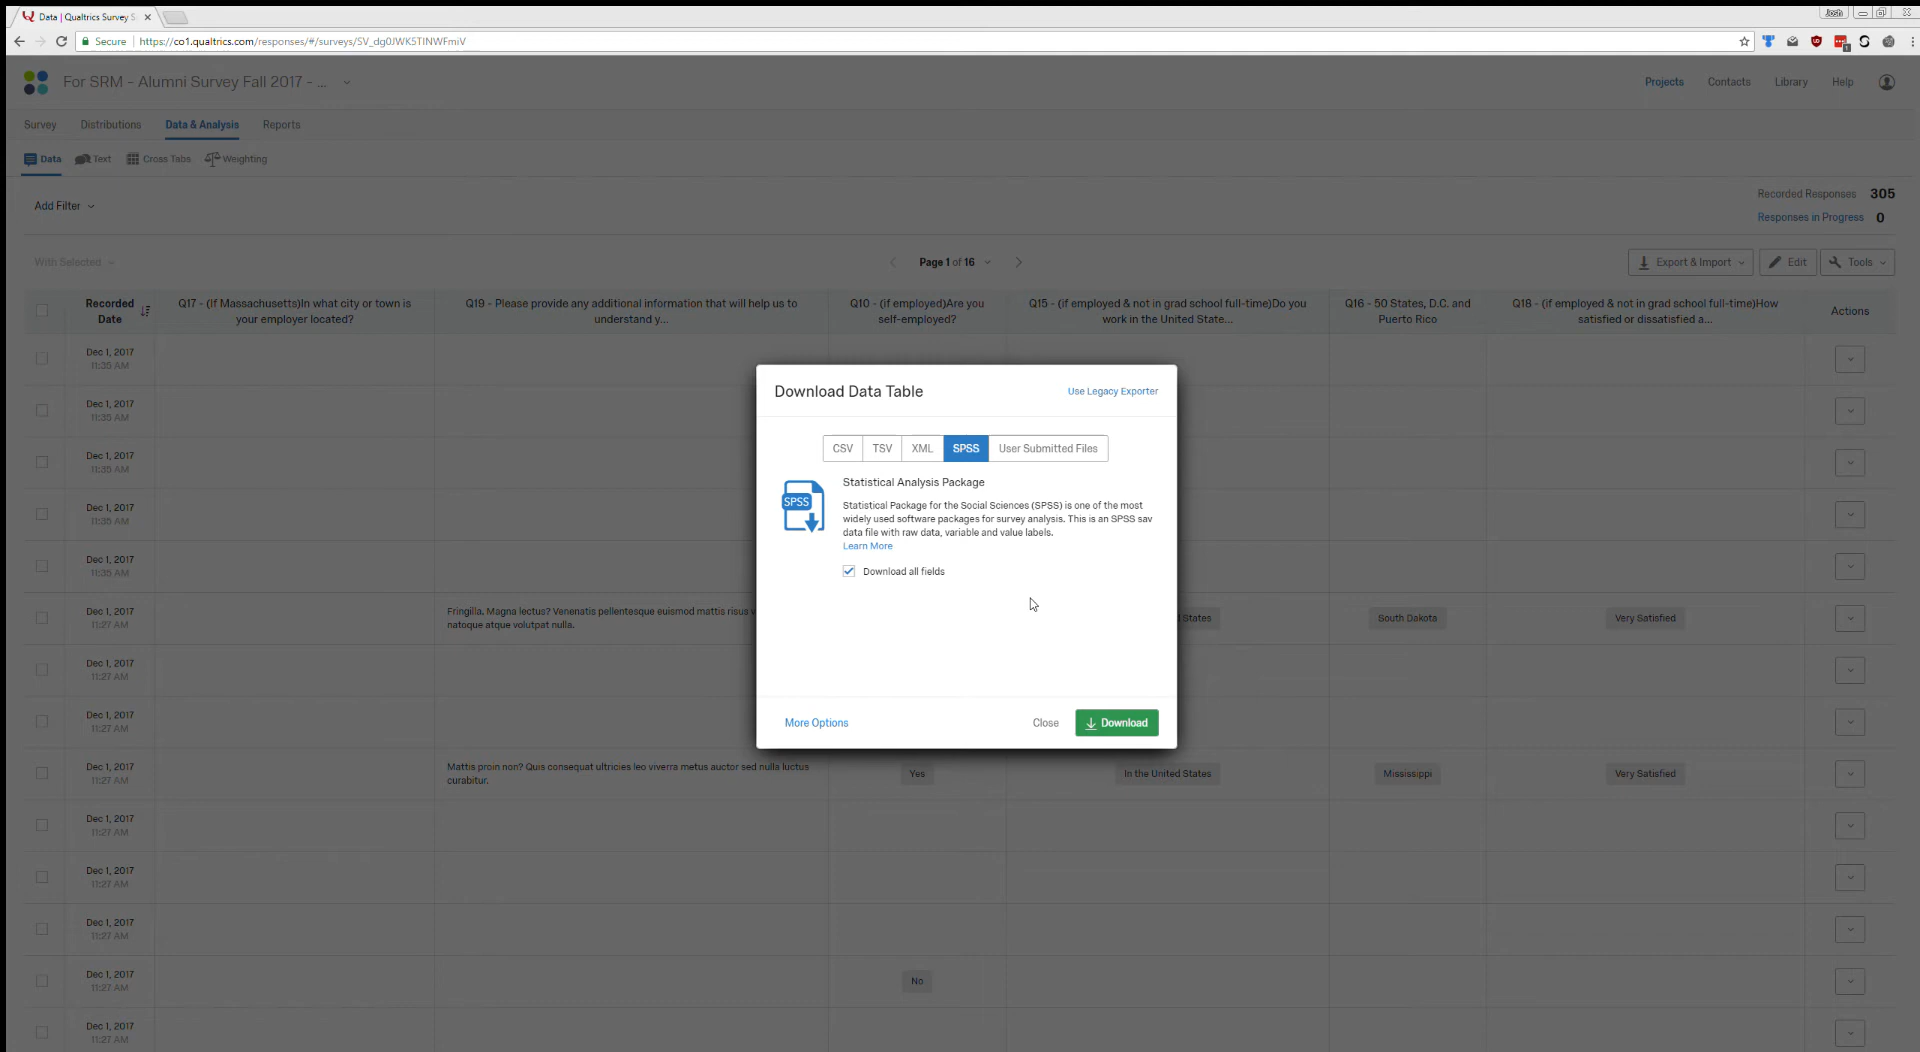 Data | Qualtrics Survey S
Josh
Secure | https://co1.qualtrics.com/responses/#/surveys/SV_dg0JWK5TINWFmiV
For SRM - Alumni Survey Fall 2017 - ...
Projects Contacts Library Help
Survey Distributions Data & Analysis Reports
Data Text Cross Tabs Weighting
Recorded Responses 305
Add Filter
Responses in Progress 0
With Selected
Page 1 of 16
Export & Import Edit Tools
Recorded Date
Q17 - (If Massachusetts)In what city or town is your employer located?
Q19 - Please provide any additional information that will help us to understand y...
Q10 - (if employed)Are you self-employed?
Q15 - (if employed & not in grad school full-time)Do you work in the United State...
Q16 - 50 States, D.C. and Puerto Rico
Q18 - (if employed & not in grad school full-time)How satisfied or dissatisfied a...
Actions
Dec 1, 2017
11:35 AM
Dec 1, 2017
11:35 AM
Dec 1, 2017
11:35 AM
Dec 1, 2017
11:35 AM
Dec 1, 2017
11:35 AM
Dec 1, 2017
11:27 AM
Fringilla. Magna lectus? Venenatis pellentesque euismod mattis risus
natoque atque volutpat nulla.
States
South Dakota
Very Satisfied
Dec 1, 2017
11:27 AM
Dec 1, 2017
11:27 AM
Dec 1, 2017
11:27 AM
Mattis proin non? Quis consequat ultricies leo viverra metus auctor sed nulla luctus
curabitur.
Yes
In the United States
Mississippi
Very Satisfied
Dec 1, 2017
11:27 AM
Dec 1, 2017
11:27 AM
Dec 1, 2017
11:27 AM
Dec 1, 2017
11:27 AM
No
Dec 1, 2017
11:27 AM
Download Data Table
Use Legacy Exporter
CSV TSV XML SPSS User Submitted Files
SPSS
Statistical Analysis Package
Statistical Package for the Social Sciences (SPSS) is one of the most
widely used software packages for survey analysis. This is an SPSS sav
data file with raw data, variable and value labels.
Learn More
Download all fields
More Options
Close
Download